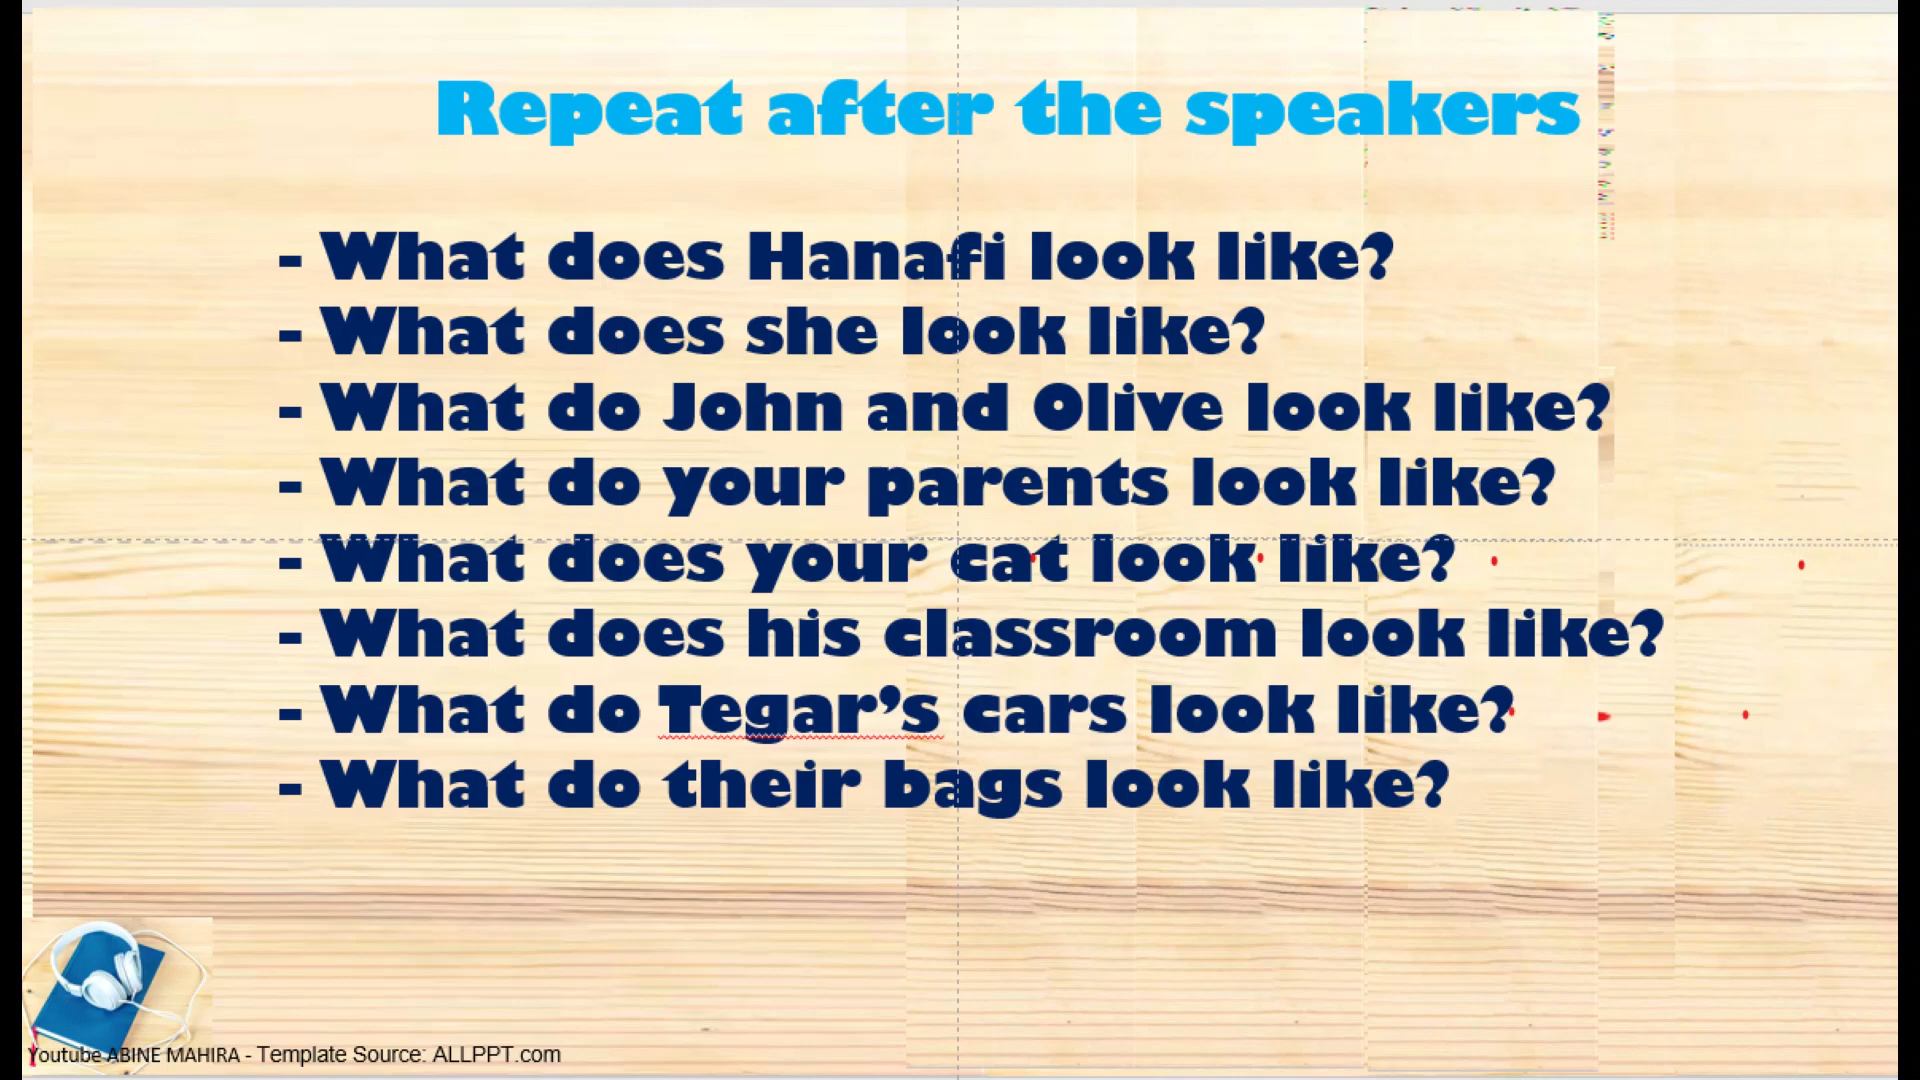 Repeat after the speakers
- What does Hanafi look like?
- What does she look like?
- What do John and Olive look like?
- What do your parents look like?
- What does your cat look like?
- What does his classroom look like?
- What do Tegar’s cars look like?
- What do their bags look like?
Youtube ABINE MAHIRA - Template Source: ALLPPT.com